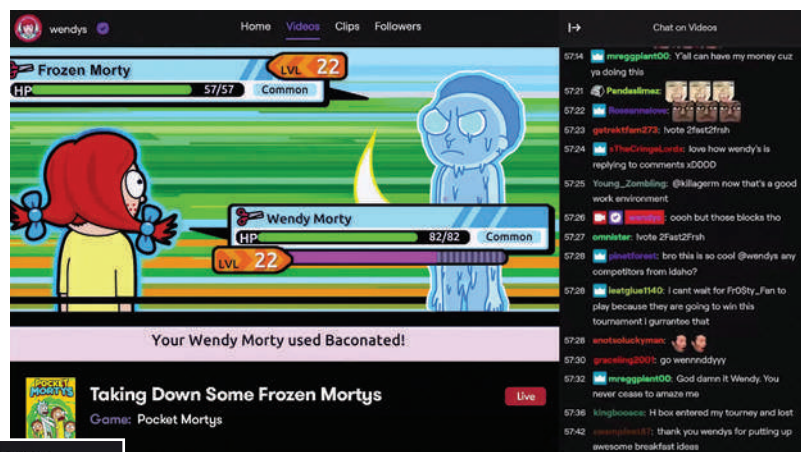 wendys
Home Videos Clips Followers
Frozen Morty
LVL 22
HP 57/57 Common
Wendy Morty
HP 82/82 Common
LVL 22
Your Wendy Morty used Baconated!
POCKET MORTYS
Taking Down Some Frozen Mortys
Game: Pocket Mortys
Live
Chat on Videos
57:14 mreggplant00: Y'all can have my money cuz
ya doing this
57:21 Pendaslimez:
57:22
57:23 getrektfam273: !vote 2fast2frsh
57:24 xTheCringeLordx: love how wendy's is
replying to comments xDDDD
57:25 Young_Zombling: @killagerm now that's a good
work environment
57:26 wendys: oooh but those blocks tho
57:27 omnister: !vote 2Fast2Frsh
57:28 pinetforest: bro this is so cool @wendys any
competitors from idaho?
57:28 leatglue1140: i cant wait for Fr0$ty_Fan to
play because they are going to win this
tournament i gurrantee that
57:28 anotsoluckyman:
57:30 graceling2001: go wennnddyyy
57:32 mreggplant00: God damn it Wendy. You
never cease to amaze me
57:36 kingbooace: H box entered my tourney and lost
57:42 thank you wendys for putting up
awesome breakfast ideas